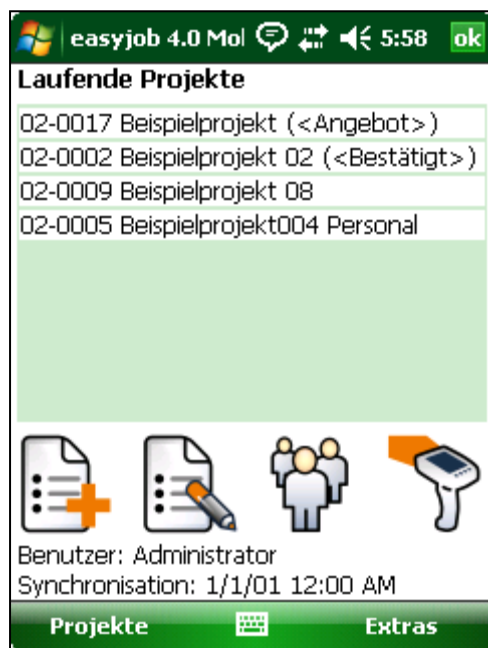 easyjob 4.0 Mol 5:58 ok
Laufende Projekte
02-0017 Beispielprojekt (<Angebot>)
02-0002 Beispielprojekt 02 (<Bestätigt>)
02-0009 Beispielprojekt 08
02-0005 Beispielprojekt004 Personal
Benutzer: Administrator
Synchronisation: 1/1/01 12:00 AM
Projekte Extras